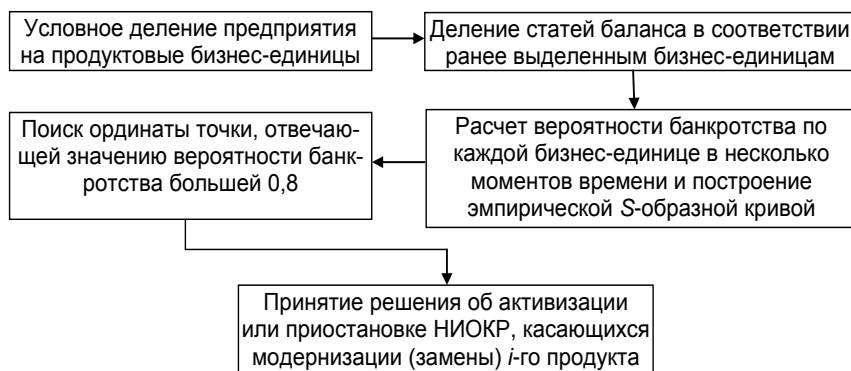 Условное деление предприятия
на продуктовые бизнес-единицы
Деление статей баланса в соответствии
ранее выделенным бизнес-единицам
Расчет вероятности банкротства по
каждой бизнес-единице в несколько
моментов времени и построение
эмпирической S-образной кривой
Поиск ординаты точки, отвечаю-
щей значению вероятности бан-
кротства большей 0,8
Принятие решения об активизации
или приостановке НИОКР, касающихся
модернизации (замены) i-го продукта